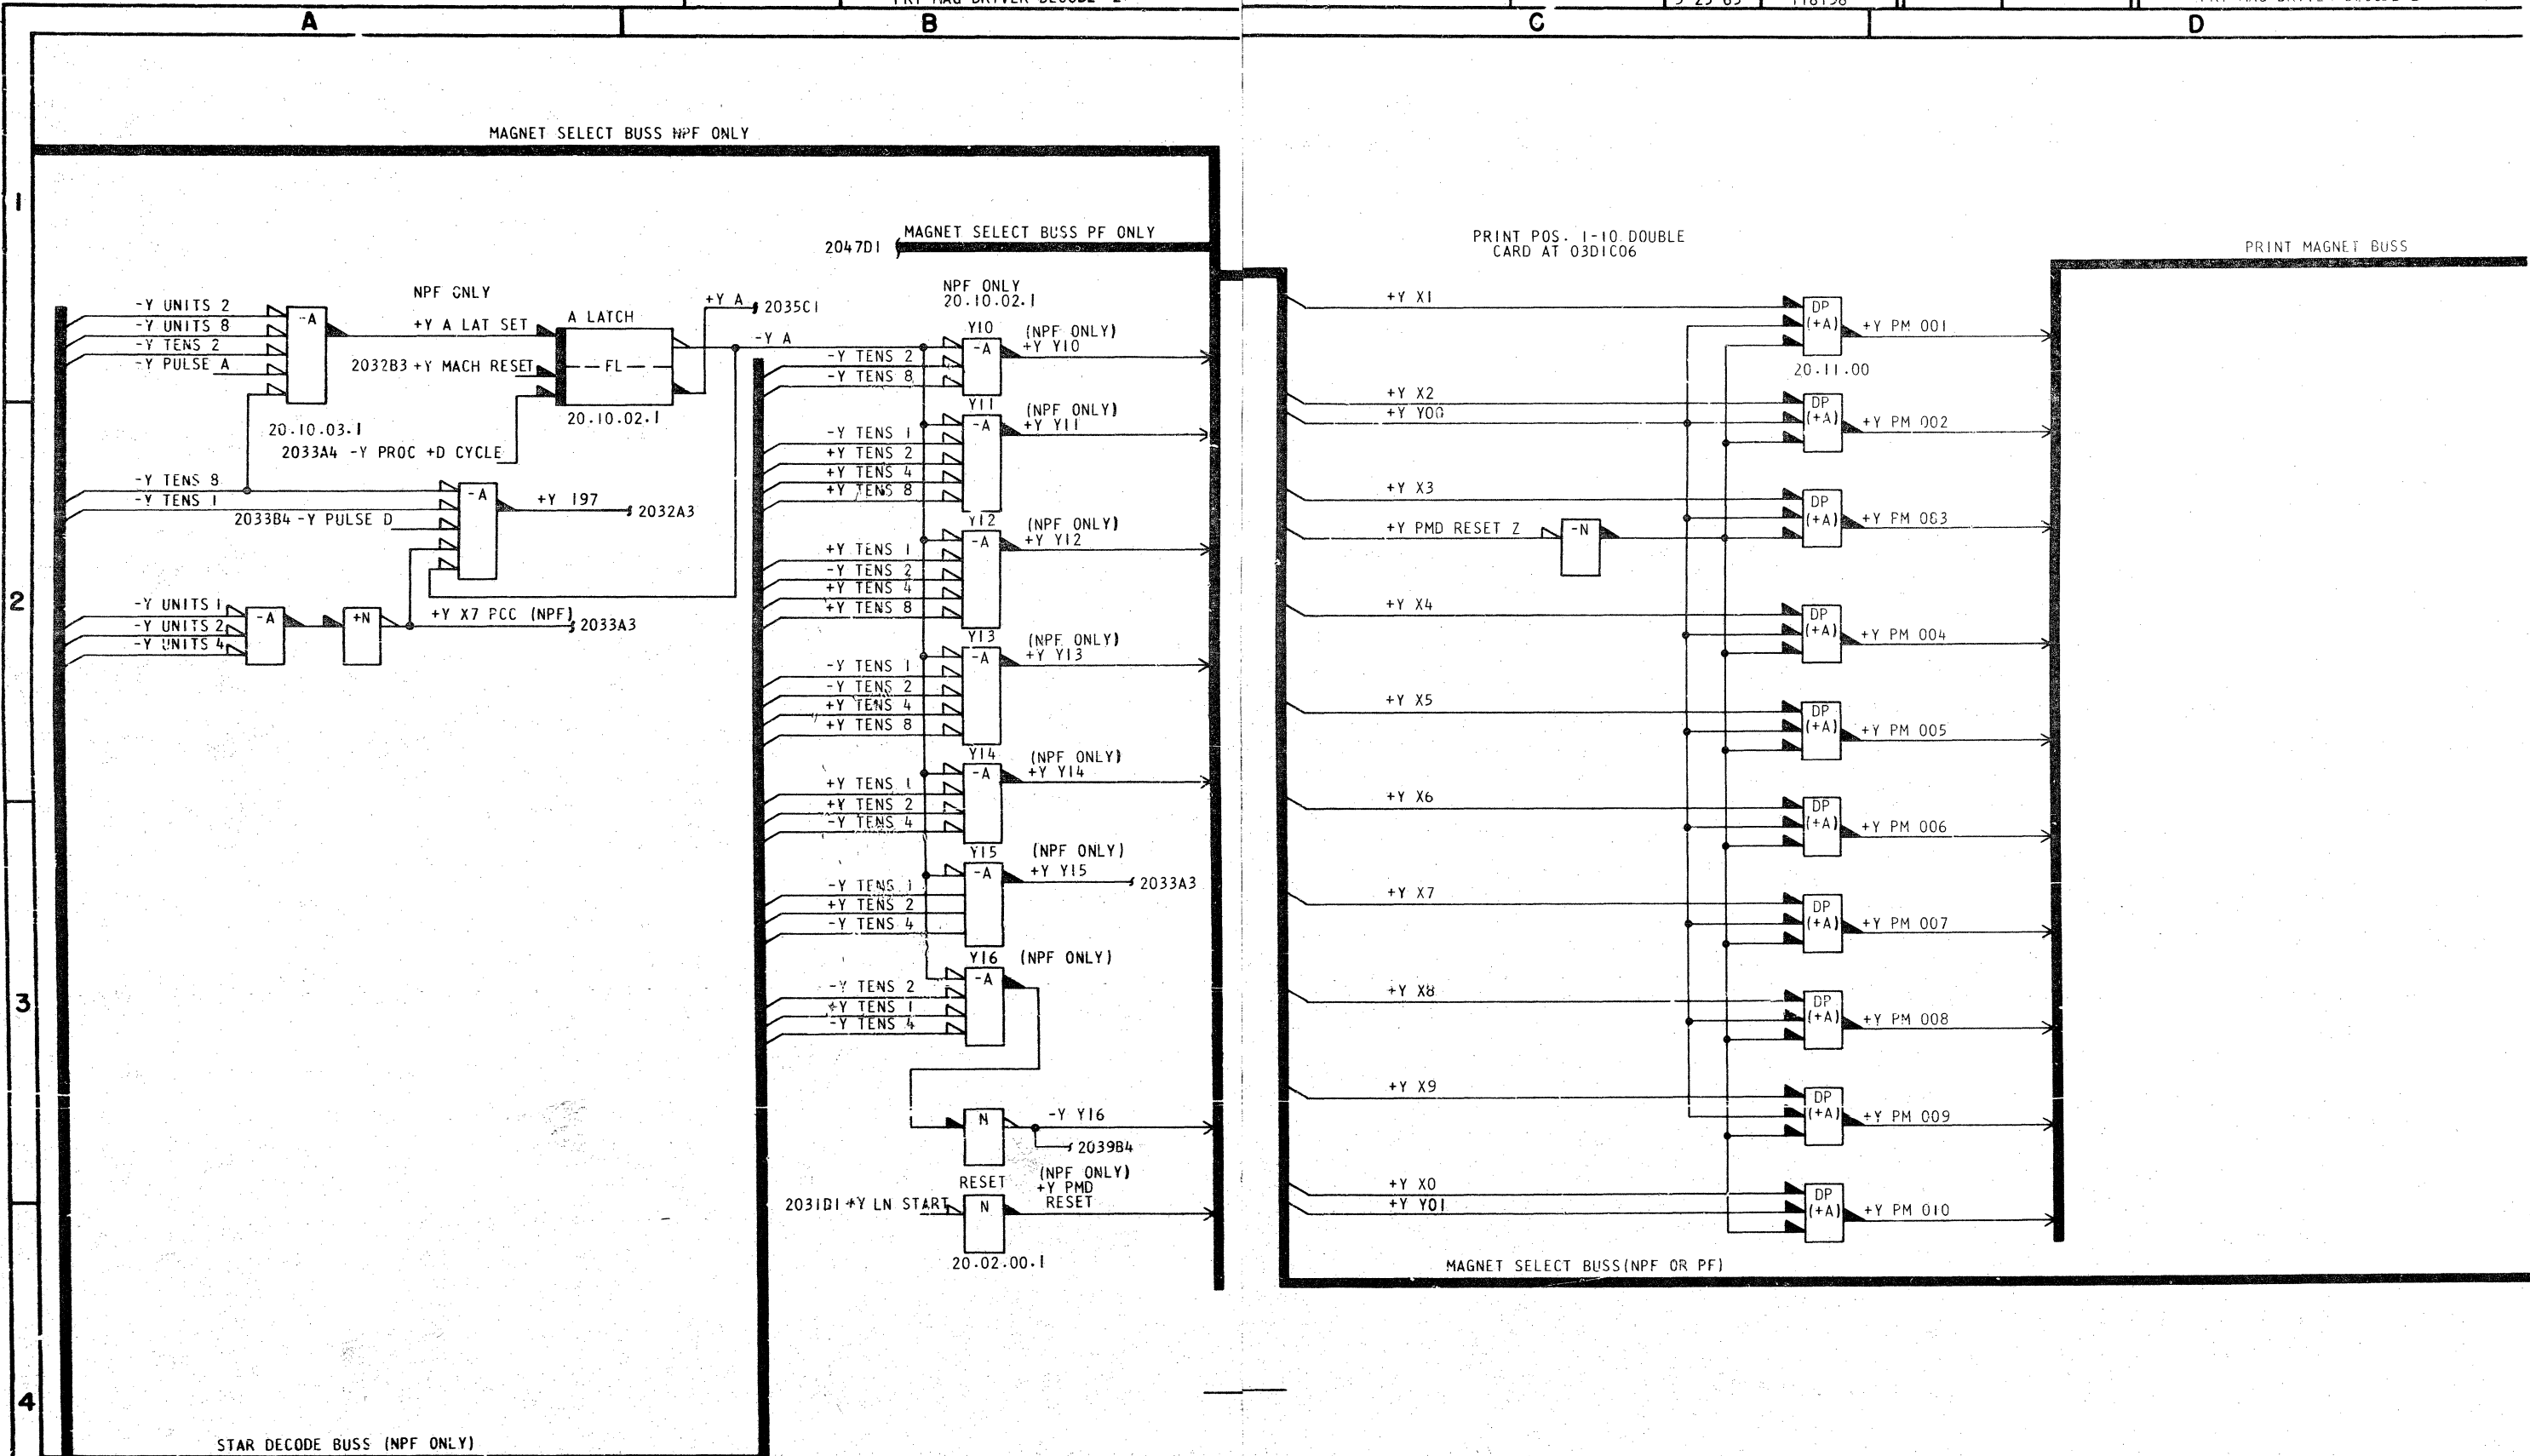 A
B
C
D
1
2
3
4
MAGNET SELECT BUSS NPF ONLY
2047D1
MAGNET SELECT BUSS PF ONLY
-Y UNITS 2
-Y UNITS 8
-Y TENS 2
-Y PULSE A
-A
20.10.03.1
NPF ONLY
+Y A LAT SET
2032B3 +Y MACH RESET
2033A4 -Y PROC +D CYCLE
A LATCH
FL
20.10.02.1
+Y A
2035C1
-Y A
-Y TENS 8
-Y TENS 1
2033B4 -Y PULSE D
-A
+Y 197
2032A3
-Y UNITS 1
-Y UNITS 2
-Y UNITS 4
-A
+N
+Y X7 PCC (NPF)
2033A3
STAR DECODE BUSS (NPF ONLY)
NPF ONLY
20.10.02.1
Y10
-Y TENS 2
-Y TENS 8
-A
(NPF ONLY)
+Y Y10
Y11
-Y TENS 1
+Y TENS 2
+Y TENS 4
+Y TENS 8
-A
(NPF ONLY)
+Y Y11
Y12
+Y TENS 1
-Y TENS 2
+Y TENS 4
+Y TENS 8
-A
(NPF ONLY)
+Y Y12
Y13
-Y TENS 1
-Y TENS 2
+Y TENS 4
+Y TENS 8
-A
(NPF ONLY)
+Y Y13
Y14
+Y TENS 1
+Y TENS 2
-Y TENS 4
-A
(NPF ONLY)
+Y Y14
Y15
-Y TENS 1
+Y TENS 2
-Y TENS 4
-A
(NPF ONLY)
+Y Y15
2033A3
Y16
-Y TENS 2
+Y TENS 1
-Y TENS 4
-A
(NPF ONLY)
N
-Y Y16
2039B4
RESET
2031D1 +Y LN START
N
(NPF ONLY)
+Y PMD
RESET
20.02.00.1
PRINT POS. 1-10 DOUBLE
CARD AT 03D1C06
PRINT MAGNET BUSS
+Y X1
DP
(+A)
+Y PM 001
20.11.00
+Y X2
+Y Y00
DP
(+A)
+Y PM 002
+Y X3
DP
(+A)
+Y PM 003
+Y PMD RESET Z
-N
+Y X4
DP
(+A)
+Y PM 004
+Y X5
DP
(+A)
+Y PM 005
+Y X6
DP
(+A)
+Y PM 006
+Y X7
DP
(+A)
+Y PM 007
+Y X8
DP
(+A)
+Y PM 008
+Y X9
DP
(+A)
+Y PM 009
+Y X0
+Y Y01
DP
(+A)
+Y PM 010
MAGNET SELECT BUSS(NPF OR PF)